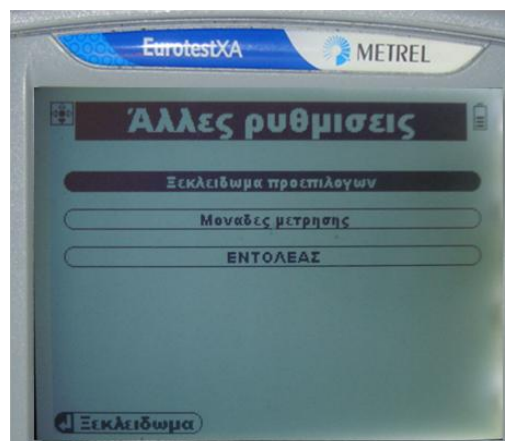 EurotestXA METREL
Άλλες ρυθμισεις
Ξεκλειδωμα προεπιλογων
Μοναδες μετρησης
ΕΝΤΟΛΕΑΣ
Ξεκλειδωμα